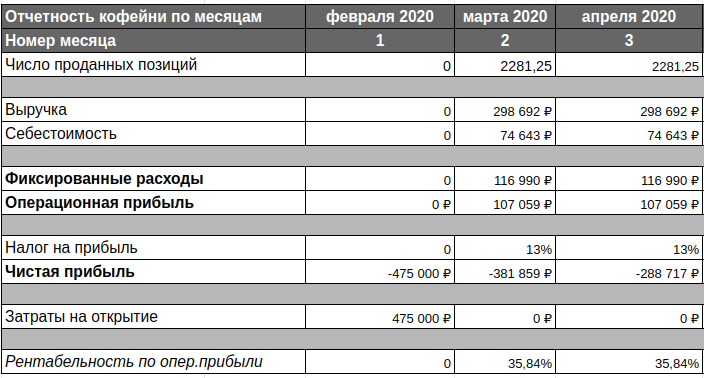 Отчетность кофейни по месяцам февраля 2020 марта 2020 апреля 2020
Номер месяца 1 2 3
Число проданных позиций 0 2281,25 2281,25
Выручка 0 298 692 ₽ 298 692 ₽
Себестоимость 0 74 643 ₽ 74 643 ₽
Фиксированные расходы 0 116 990 ₽ 116 990 ₽
Операционная прибыль 0 ₽ 107 059 ₽ 107 059 ₽
Налог на прибыль 0 13% 13%
Чистая прибыль -475 000 ₽ -381 859 ₽ -288 717 ₽
Затраты на открытие 475 000 ₽ 0 ₽ 0 ₽
Рентабельность по опер.прибыли 0 35,84% 35,84%